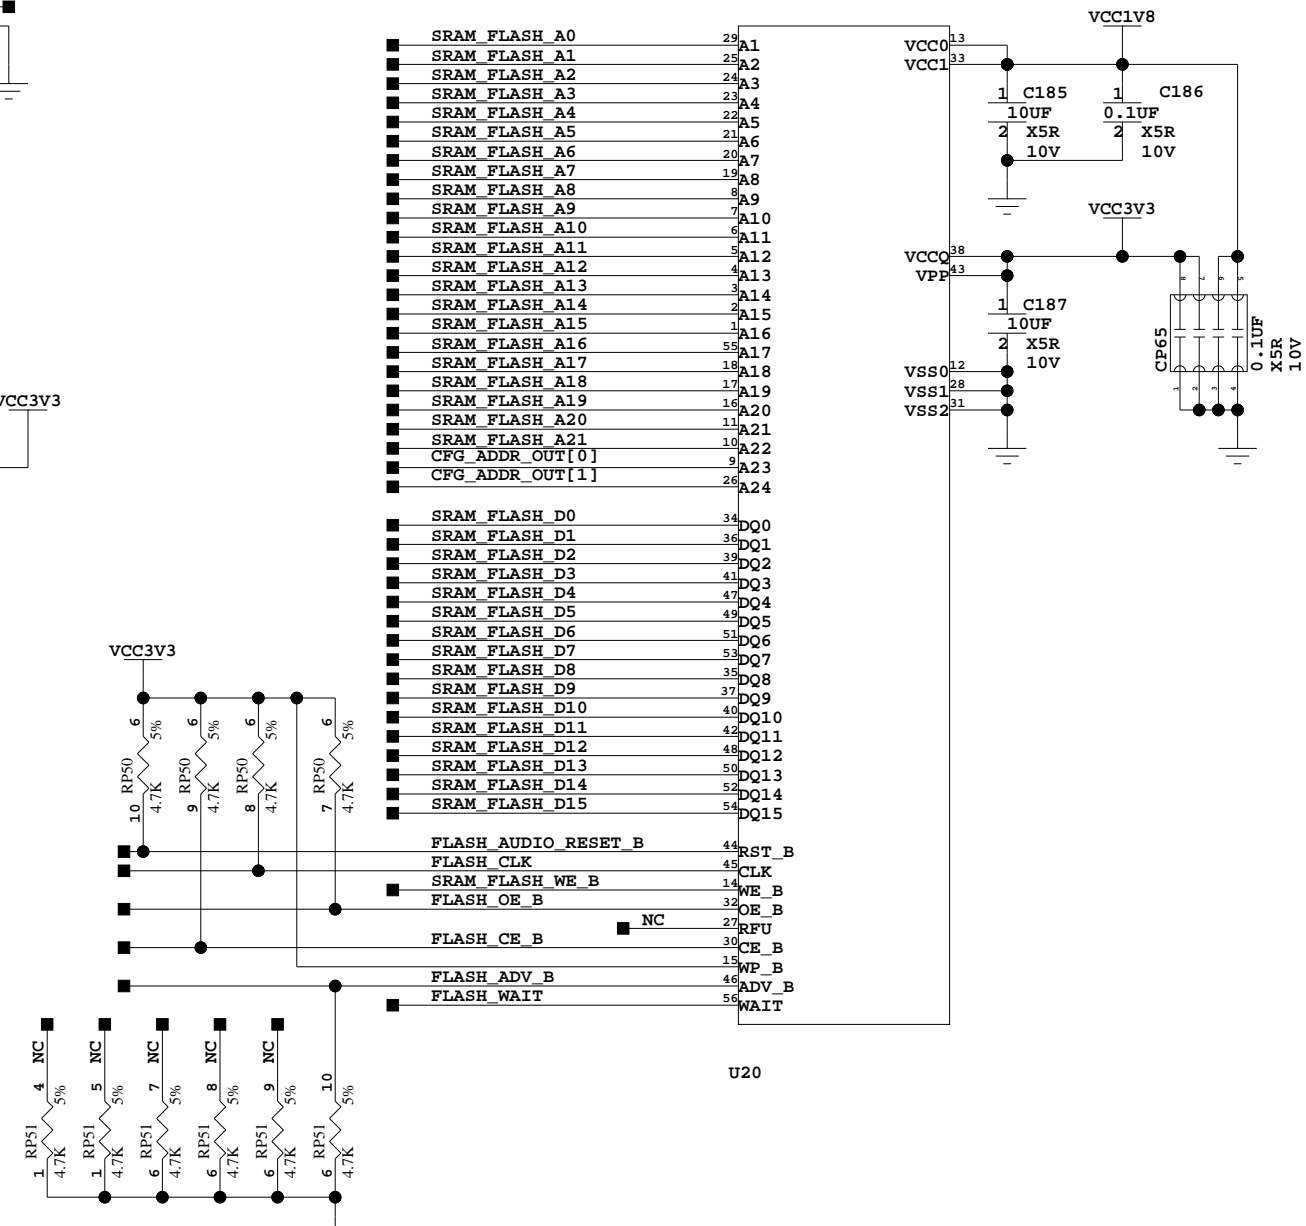 VCC1V8
SRAM_FLASH_A0 29 A1
SRAM_FLASH_A1 25 A2
SRAM_FLASH_A2 24 A3
SRAM_FLASH_A3 23 A4
SRAM_FLASH_A4 22 A5
SRAM_FLASH_A5 21 A6
SRAM_FLASH_A6 20 A7
SRAM_FLASH_A7 19 A8
SRAM_FLASH_A8 8 A9
SRAM_FLASH_A9 7 A10
SRAM_FLASH_A10 6 A11
SRAM_FLASH_A11 5 A12
SRAM_FLASH_A12 4 A13
SRAM_FLASH_A13 3 A14
SRAM_FLASH_A14 2 A15
SRAM_FLASH_A15 1 A16
SRAM_FLASH_A16 55 A17
SRAM_FLASH_A17 18 A18
SRAM_FLASH_A18 17 A19
SRAM_FLASH_A19 16 A20
SRAM_FLASH_A20 11 A21
SRAM_FLASH_A21 10 A22
CFG_ADDR_OUT[0] 9 A23
CFG_ADDR_OUT[1] 26 A24
SRAM_FLASH_D0 34 DQ0
SRAM_FLASH_D1 36 DQ1
SRAM_FLASH_D2 39 DQ2
SRAM_FLASH_D3 41 DQ3
SRAM_FLASH_D4 47 DQ4
SRAM_FLASH_D5 49 DQ5
SRAM_FLASH_D6 51 DQ6
SRAM_FLASH_D7 53 DQ7
SRAM_FLASH_D8 35 DQ8
SRAM_FLASH_D9 37 DQ9
SRAM_FLASH_D10 40 DQ10
SRAM_FLASH_D11 42 DQ11
SRAM_FLASH_D12 48 DQ12
SRAM_FLASH_D13 50 DQ13
SRAM_FLASH_D14 52 DQ14
SRAM_FLASH_D15 54 DQ15
FLASH_AUDIO_RESET_B 44 RST_B
FLASH_CLK 45 CLK
SRAM_FLASH_WE_B 14 WE_B
FLASH_OE_B 32 OE_B
NC 27 RFU
FLASH_CE_B 30 CE_B
15 WP_B
FLASH_ADV_B 46 ADV_B
FLASH_WAIT 56 WAIT
U20
VCC0 13
VCC1 33
1 C185
10UF
2 X5R
10V
1 C186
0.1UF
2 X5R
10V
VCC3V3
VCCQ 38
VPP 43
1 C187
10UF
2 X5R
10V
VSS0 12
VSS1 28
VSS2 31
8 7 6 5
CP65
0.1UF
X5R
10V
1 2 3 4
VCC3V3
VCC3V3
6 5%
RP50
4.7K
10
6 5%
RP50
4.7K
9
6 5%
RP50
4.7K
8
6 5%
RP50
4.7K
7
NC
4 5%
RP51
4.7K
1
NC
5 5%
RP51
4.7K
1
NC
7 5%
RP51
4.7K
6
NC
8 5%
RP51
4.7K
6
NC
9 5%
RP51
4.7K
6
10 5%
RP51
4.7K
6